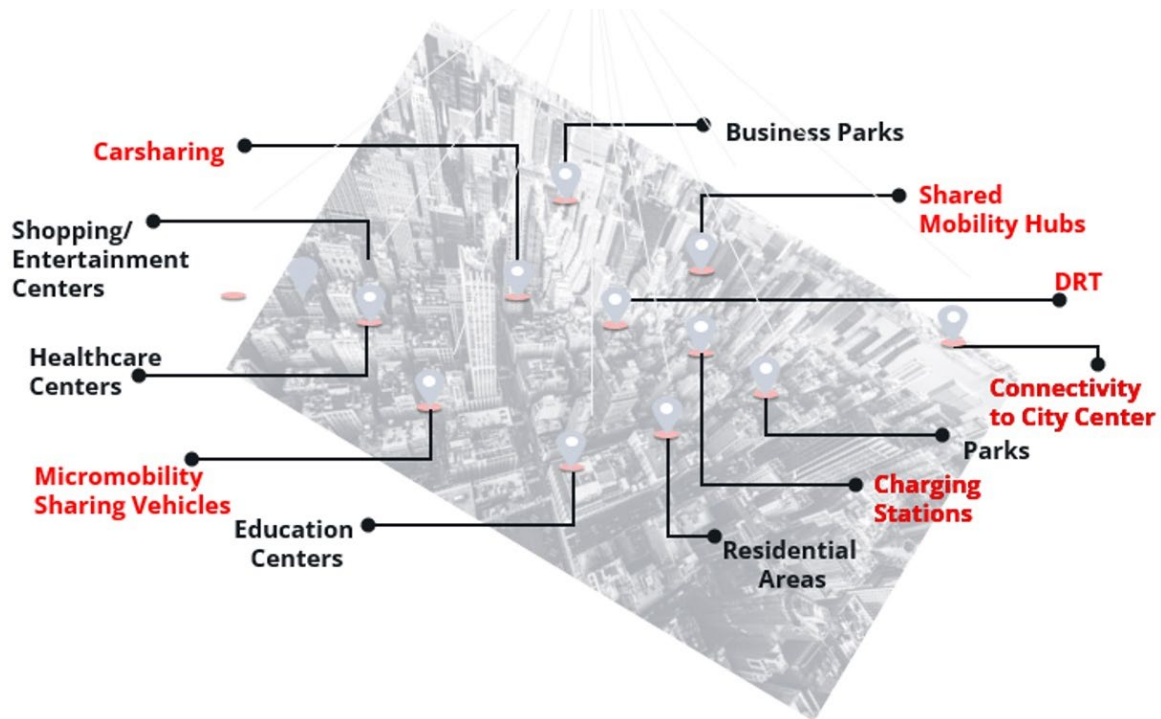 Business Parks
Carsharing
Shared
Mobility Hubs
Shopping/
Entertainment
Centers
DRT
Healthcare
Centers
Connectivity
to City Center
Parks
Micromobility
Sharing Vehicles
Charging
Stations
Education
Centers
Residential
Areas